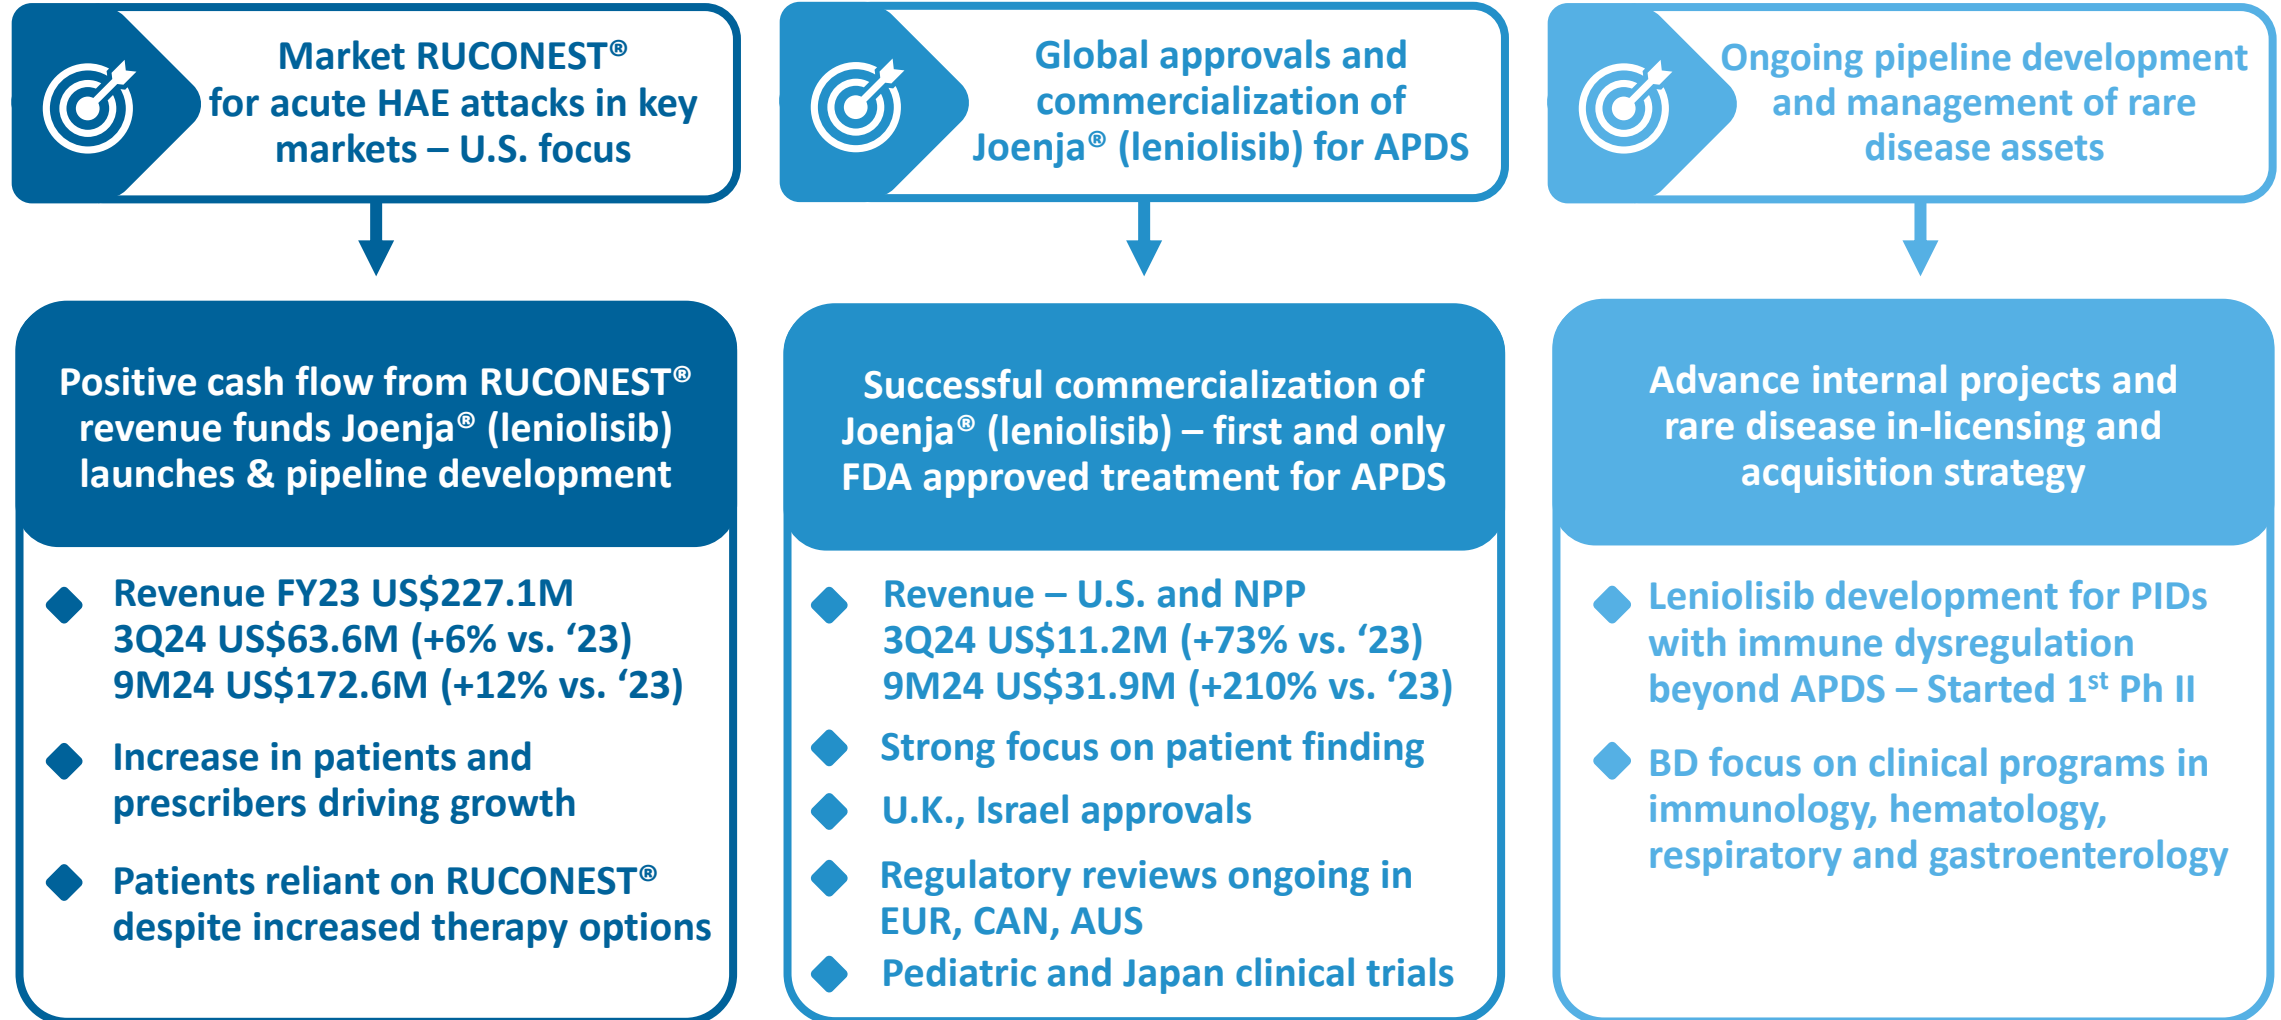 Market RUCONEST®
for acute HAE attacks in key
markets – U.S. focus
Positive cash flow from RUCONEST®
revenue funds Joenja® (leniolisib)
launches & pipeline development
Revenue FY23 US$227.1M
3Q24 US$63.6M (+6% vs. ‘23)
9M24 US$172.6M (+12% vs. ‘23)
Increase in patients and
prescribers driving growth
Patients reliant on RUCONEST®
despite increased therapy options
Global approvals and
commercialization of
Joenja® (leniolisib) for APDS
Successful commercialization of
Joenja® (leniolisib) – first and only
FDA approved treatment for APDS
Revenue – U.S. and NPP
3Q24 US$11.2M (+73% vs. ‘23)
9M24 US$31.9M (+210% vs. ‘23)
Strong focus on patient finding
U.K., Israel approvals
Regulatory reviews ongoing in
EUR, CAN, AUS
Pediatric and Japan clinical trials
Ongoing pipeline development
and management of rare
disease assets
Advance internal projects and
rare disease in-licensing and
acquisition strategy
Leniolisib development for PIDs
with immune dysregulation
beyond APDS – Started 1st Ph II
BD focus on clinical programs in
immunology, hematology,
respiratory and gastroenterology